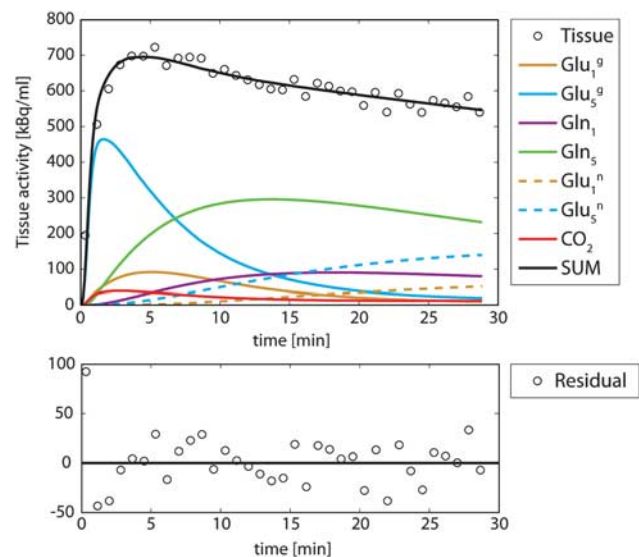 Tissue activity [kBq/ml]
800
700
600
500
400
300
200
100
0
0 5 10 15 20 25 30
time [min]
Tissue
Glu₁ᵍ
Glu₅ᵍ
Gln₁
Gln₅
Glu₁ⁿ
Glu₅ⁿ
CO₂
SUM
100
50
0
-50
0 5 10 15 20 25 30
time [min]
Residual